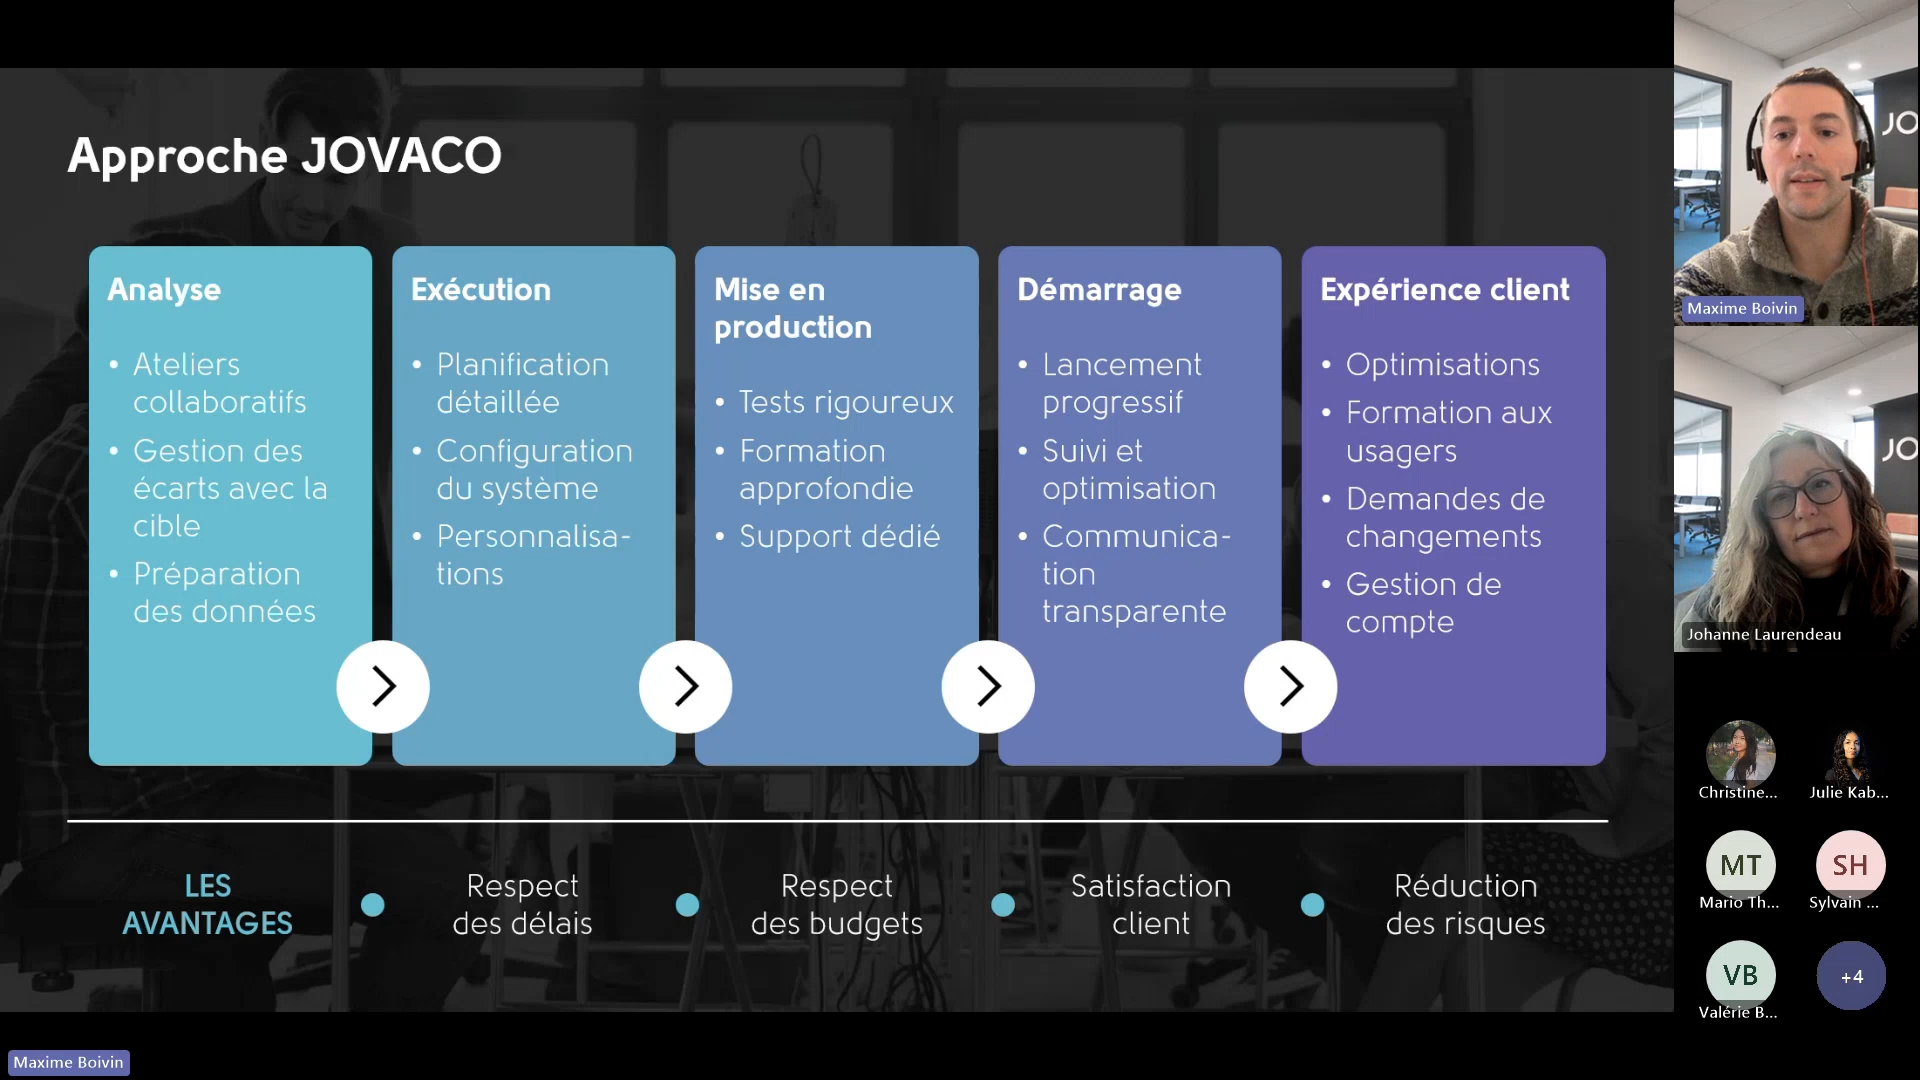 Approche JOVACO
Analyse
• Ateliers
collaboratifs
• Gestion des
écarts avec la
cible
• Préparation
des données
Exécution
• Planification
détaillée
• Configuration
du système
• Personnalisa-
tions
Mise en
production
• Tests rigoureux
• Formation
approfondie
• Support dédié
Démarrage
• Lancement
progressif
• Suivi et
optimisation
• Communica-
tion
transparente
Expérience client
• Optimisations
• Formation aux
usagers
• Demandes de
changements
• Gestion de
compte
LES
AVANTAGES
Respect
des délais
Respect
des budgets
Satisfaction
client
Réduction
des risques
Maxime Boivin
JO
Maxime Boivin
JO
Johanne Laurendeau
Christine...
Julie Kab...
MT
Mario Th...
SH
Sylvain ...
VB
Valérie B...
+4